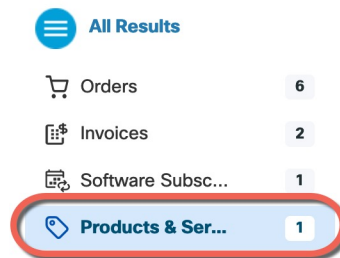 All Results
Orders 6
Invoices 2
Software Subsc... 1
Products & Ser... 1